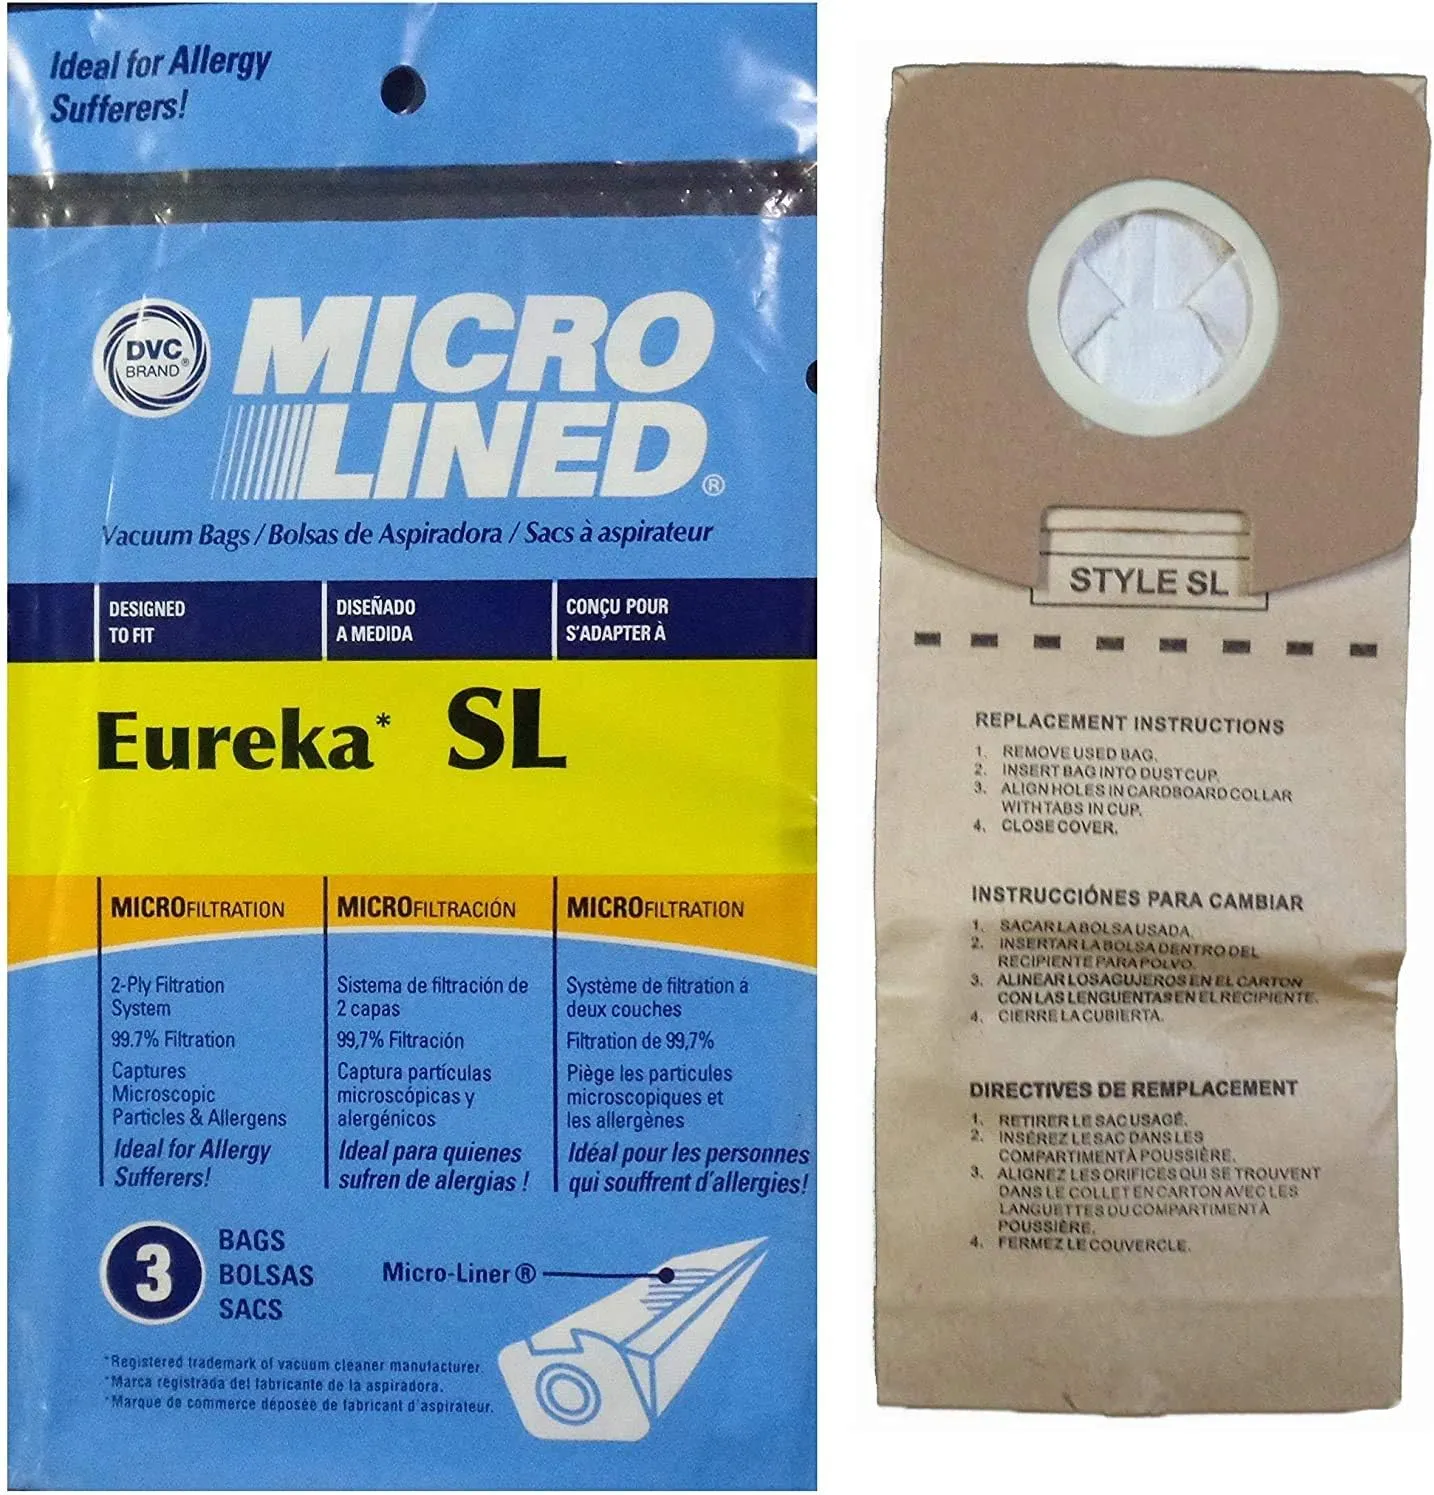 Ideal for Allergy
Sufferers!
DVC
BRAND®
MICRO
LINED®
Vacuum Bags / Bolsas de Aspiradora / Sacs à aspirateur
DESIGNED
TO FIT
DISEÑADO
A MEDIDA
CONÇU POUR
S'ADAPTER À
Eureka* SL
MICROFILTRATION
2-Ply Filtration
System
99.7% Filtration
Captures
Microscopic
Particles & Allergens
Ideal for Allergy
Sufferers!
MICROFILTRACIÓN
Sistema de filtración de
2 capas
99,7% Filtración
Captura partículas
microscópicas y
alergénicos
Ideal para quienes
sufren de alergias !
MICROFILTRATION
Système de filtration á
deux couches
Filtration de 99,7%
Piège les particules
microscopiques et
les allergènes
Idéal pour les personnes
qui souffrent d'allergies!
3
BAGS
BOLSAS
SACS
Micro-Liner®
*Registered trademark of vacuum cleaner manufacturer.
*Marca registrada del fabricante de la aspiradora.
*Marque de commerce déposée de fabricant d'aspirateur.
STYLE SL
REPLACEMENT INSTRUCTIONS
1. REMOVE USED BAG.
2. INSERT BAG INTO DUST CUP.
3. ALIGN HOLES IN CARDBOARD COLLAR
WITH TABS IN CUP.
4. CLOSE COVER.
INSTRUCCIÓNES PARA CAMBIAR
1. SACAR LA BOLSA USADA.
2. INSERTAR LA BOLSA DENTRO DEL
RECIPIENTE PARA POLVO.
3. ALINEAR LOS AGUJEROS EN EL CARTON
CON LAS LENGUENTAS EN EL RECIPIENTE.
4. CIERRE LA CUBIERTA.
DIRECTIVES DE REMPLACEMENT
1. RETIRER LE SAC USAGÉ.
2. INSÉREZ LE SAC DANS LES
COMPARTIMENT À POUSSIÈRE.
3. ALIGNEZ LES ORIFICES QUI SE TROUVENT
DANS LE COLLET EN CARTON AVEC LES
LANGUETTES DU COMPARTIMENT À
POUSSIÈRE.
4. FERMEZ LE COUVERCLE.